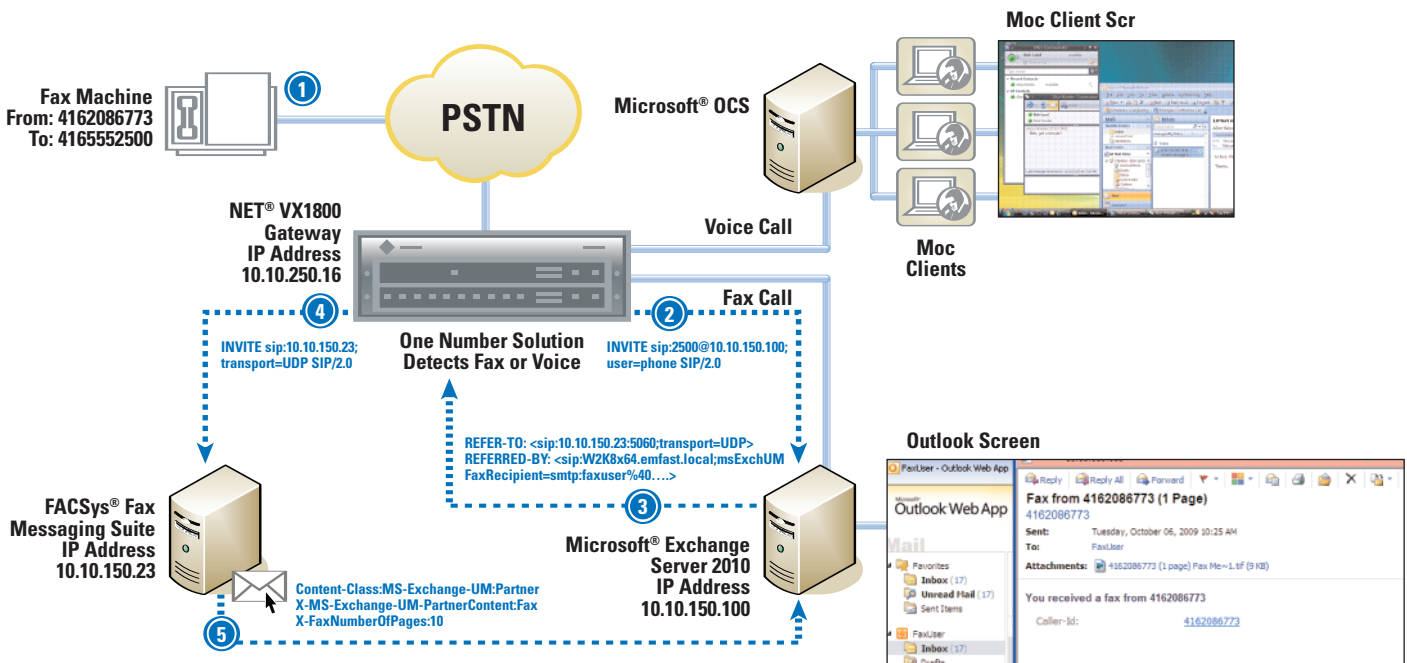 Moc Client Scr
Fax Machine
From: 4162086773
To: 4165552500
1
PSTN
Microsoft® OCS
Moc
Clients
NET® VX1800
Gateway
IP Address
10.10.250.16
Voice Call
Fax Call
4
2
INVITE sip:10.10.150.23;
transport=UDP SIP/2.0
One Number Solution
Detects Fax or Voice
INVITE sip:2500@10.10.150.100;
user=phone SIP/2.0
REFER-TO: <sip:10.10.150.23:5060;transport=UDP>
REFERRED-BY: <sip:W2K8x64.emfast.local;msExchUM
FaxRecipient=smtp:faxuser%40....>
3
FACSys® Fax
Messaging Suite
IP Address
10.10.150.23
Microsoft® Exchange
Server 2010
IP Address
10.10.150.100
Content-Class:MS-Exchange-UM:Partner
X-MS-Exchange-UM-PartnerContent:Fax
X-FaxNumberOfPages:10
5
Outlook Screen
FaxUser - Outlook Web App
Microsoft®
Outlook Web App
Mail
Favorites
Inbox (17)
Unread Mail (17)
Sent Items
FaxUser
Inbox (17)
Drafts
Reply Reply All Forward
Fax from 4162086773 (1 Page)
4162086773
Sent: Tuesday, October 06, 2009 10:25 AM
To: FaxUser
Attachments: 4162086773 (1 page) Fax Me~1.tif (9 KB)
You received a fax from 4162086773
Caller-Id: 4162086773